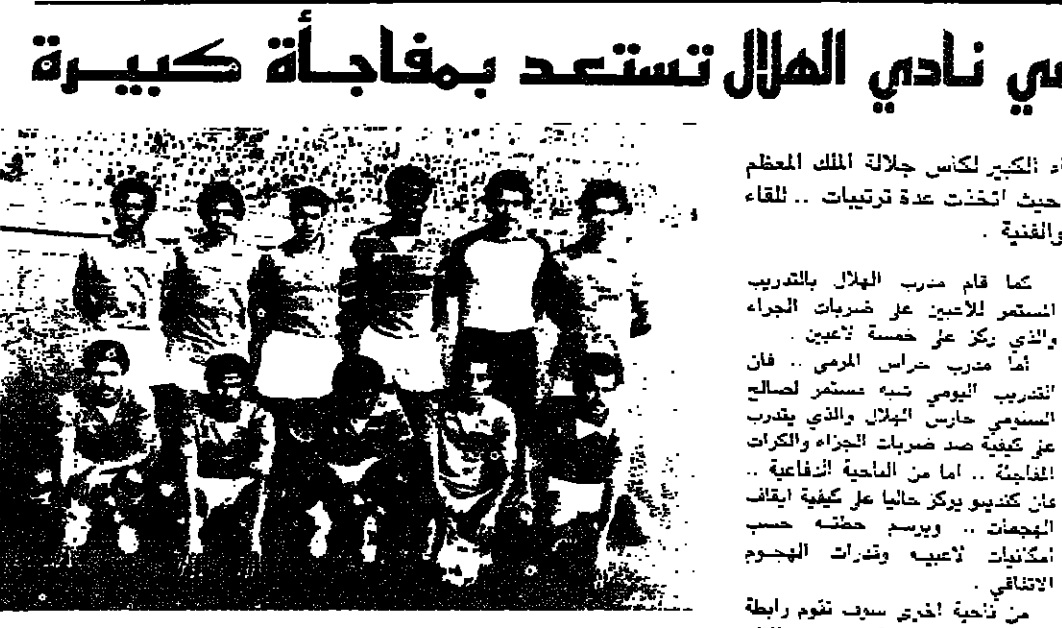 نادي الهلال تستعد بمفاجأة كبيرة
الكبير لكأس جلالة الملك المعظم
حيث اتخذت عدة ترتيبات .. للقاء
والفنية .
كما قام مدرب الهلال بالتدريب
المستمر للاعبين على ضربات الجزاء
والذي ركز على خمسة لاعبين .
أما مدرب حراس المرمى .. فان
التدريب اليومي شبه مستمر لصالح
السنومي حارس الهلال والذي يتدرب
على كيفية صد ضربات الجزاء والكرات
المفاجئة .. اما من الناحية الدفاعية ..
فان كندينو يركز حاليا على كيفية ايقاف
الهجمات .. ويرسم خطته حسب
امكانيات لاعبيه وقدرات الهجوم
الاتفاقي .
من ناحية اخرى سوف تقوم رابطة